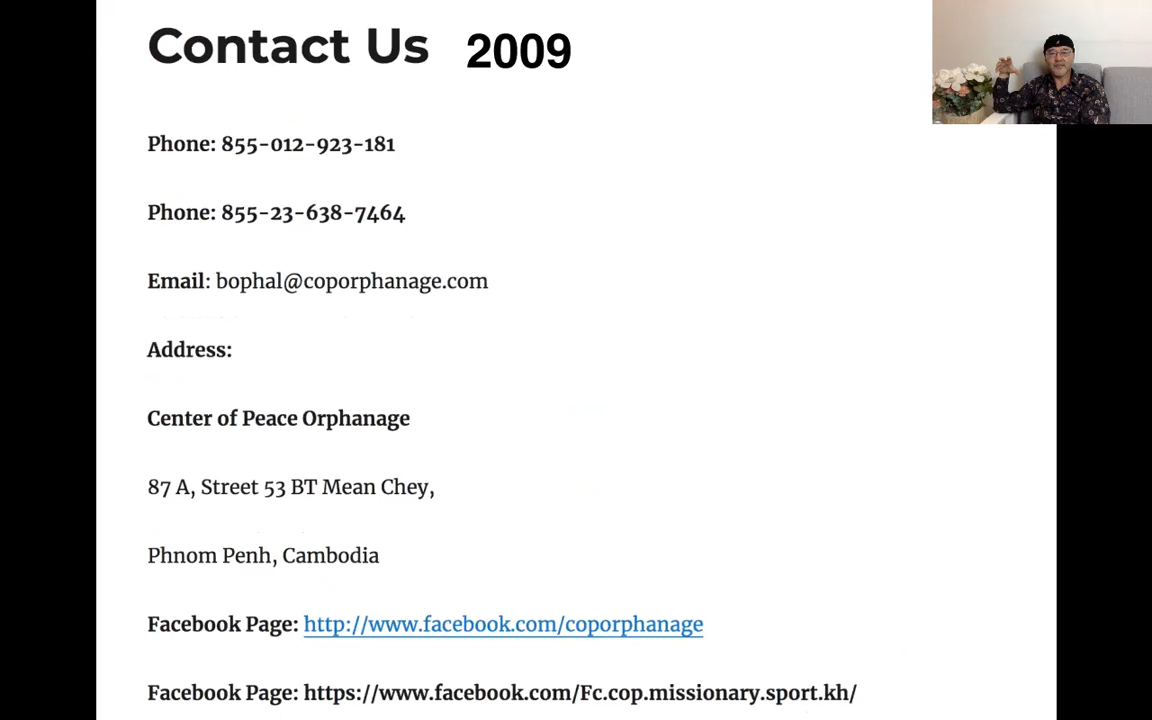 Contact Us 2009
Phone: 855-012-923-181
Phone: 855-23-638-7464
Email: bophal@coporphanage.com
Address:
Center of Peace Orphanage
87 A, Street 53 BT Mean Chey,
Phnom Penh, Cambodia
Facebook Page: http://www.facebook.com/coporphanage
Facebook Page: https://www.facebook.com/Fc.cop.missionary.sport.kh/